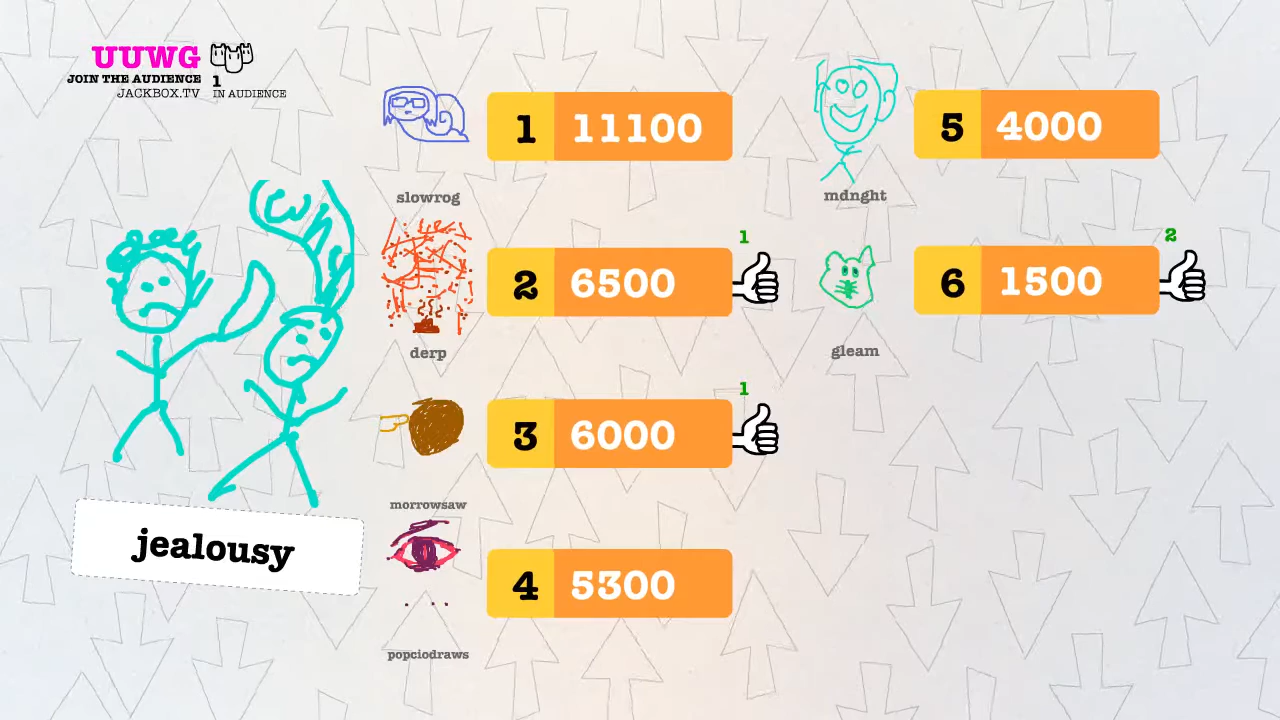 UUWG
JOIN THE AUDIENCE
JACKBOX.TV
1
IN AUDIENCE
jealousy
1 11100
slowrog
2 6500
1
derp
3 6000
1
morrowsaw
4 5300
popciodraws
5 4000
mdnght
6 1500
2
gleam